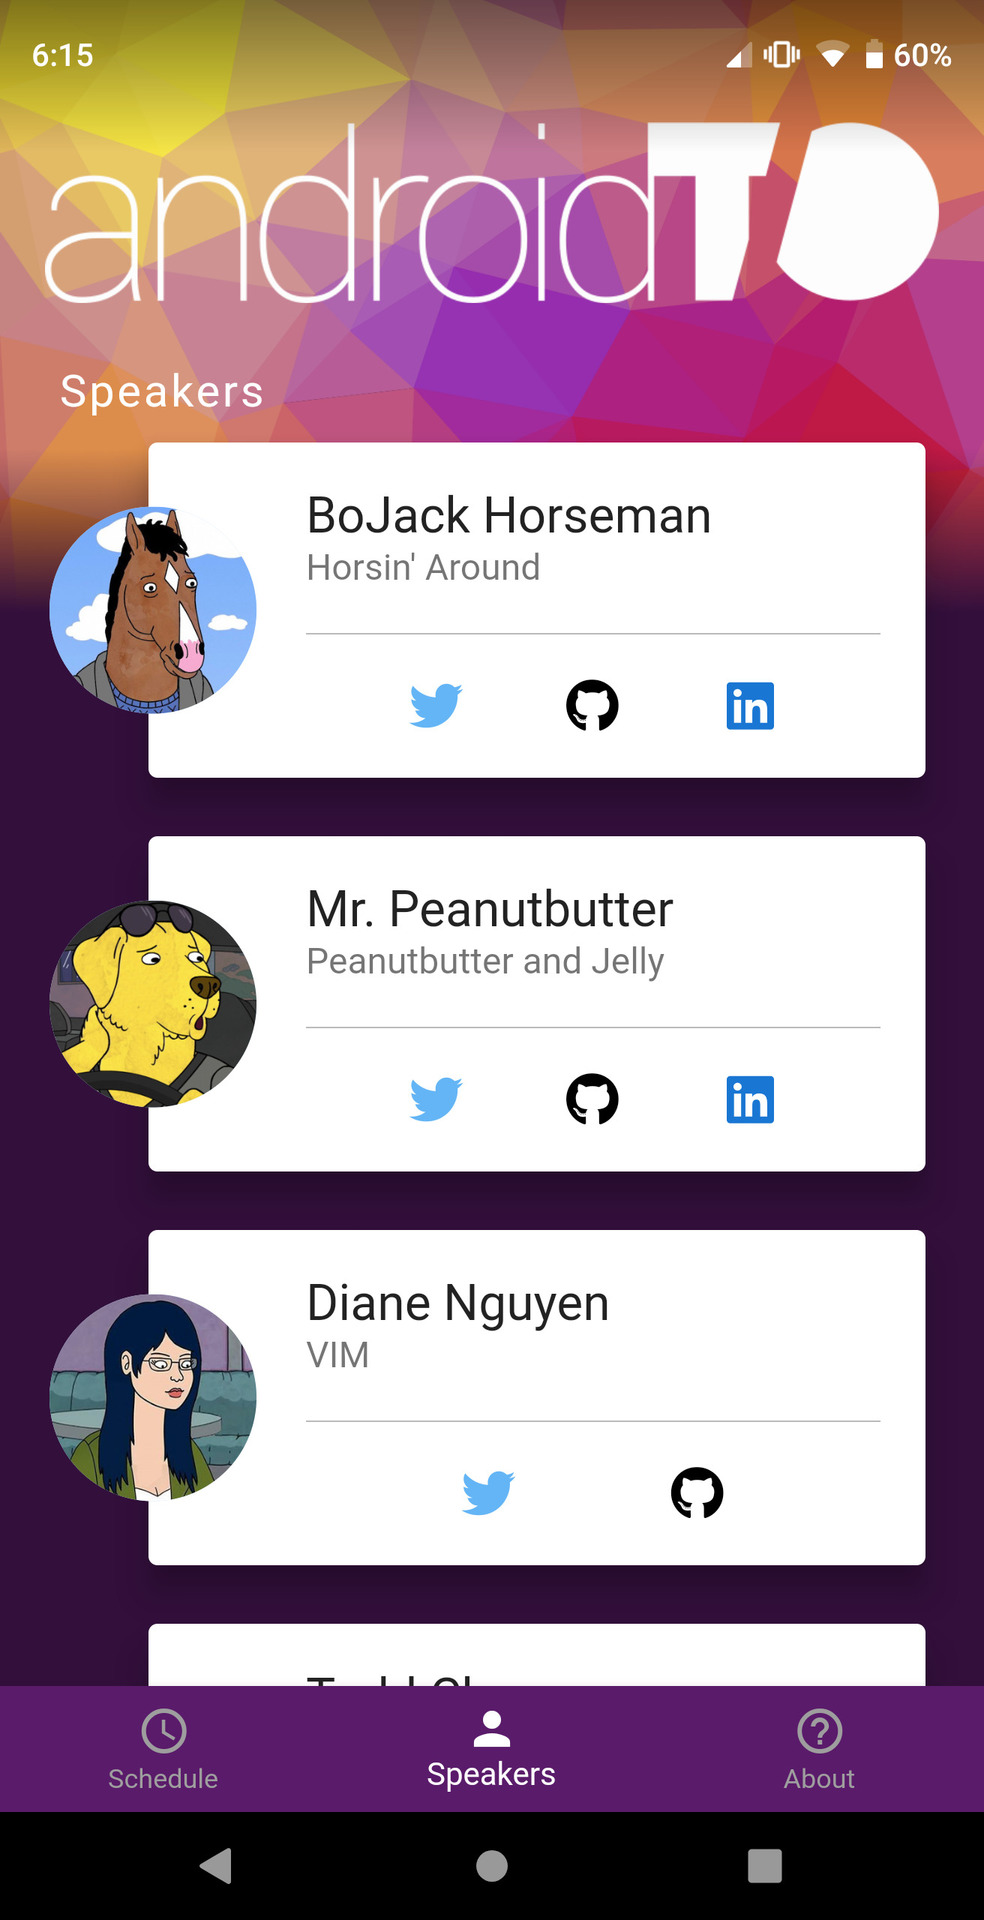 6:15
60%
androidTO
Speakers
BoJack Horseman
Horsin' Around
in
Mr. Peanutbutter
Peanutbutter and Jelly
in
Diane Nguyen
VIM
Schedule
Speakers
About